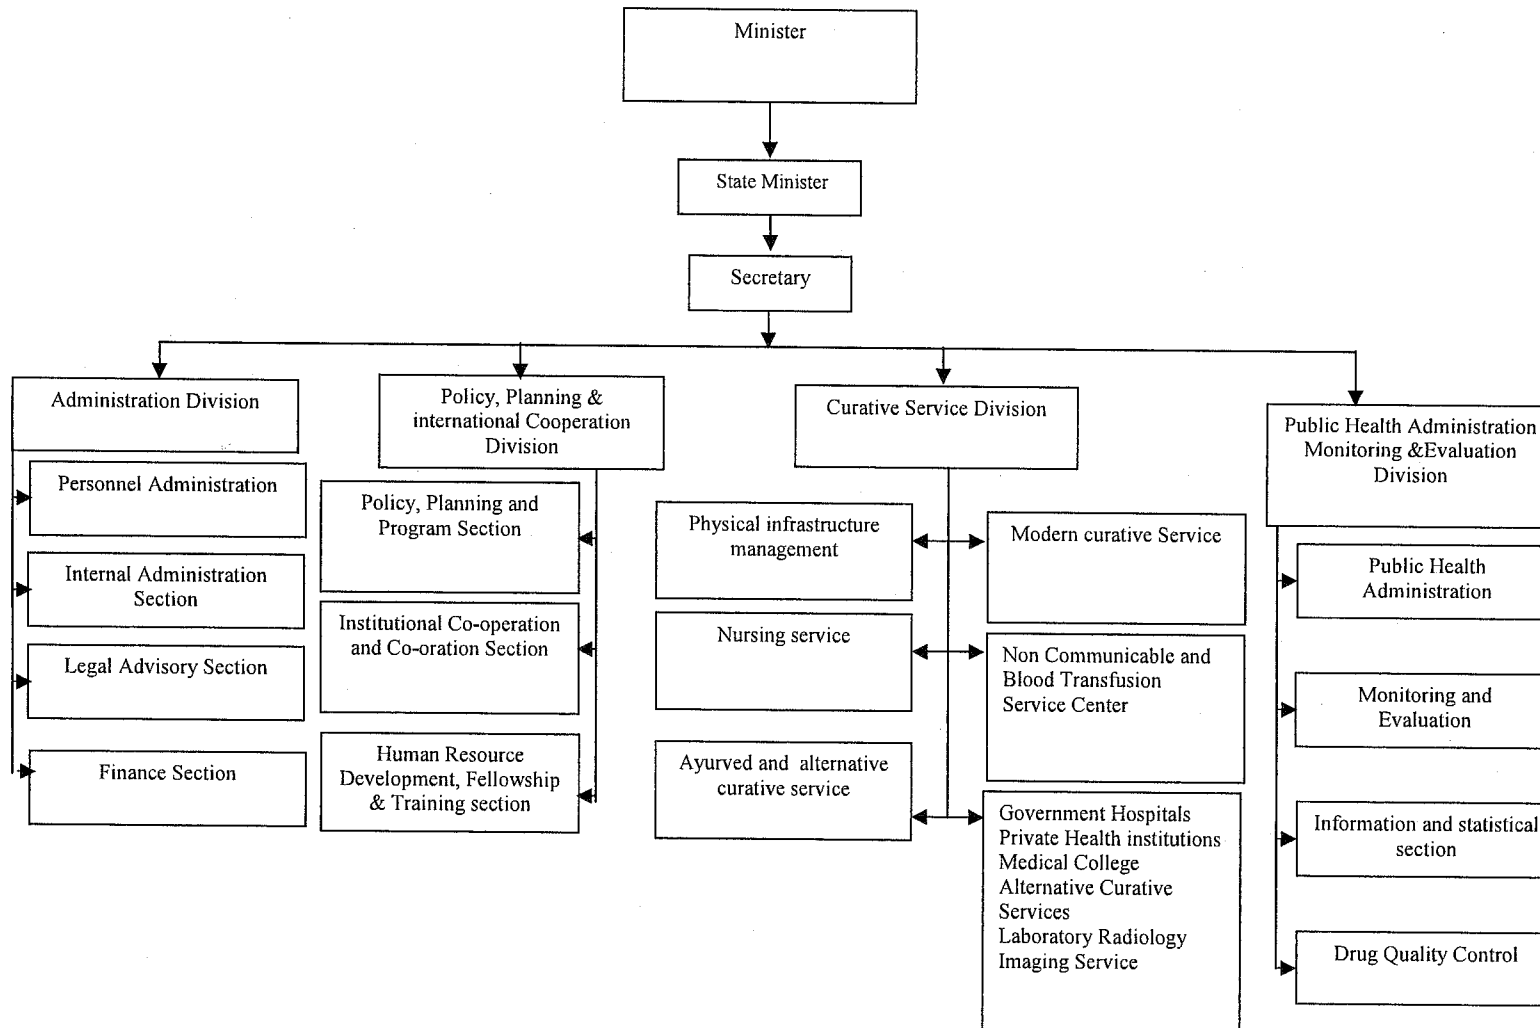 Minister
State Minister
Secretary
Administration Division
Personnel Administration
Internal Administration
Section
Legal Advisory Section
Finance Section
Policy, Planning &
international Cooperation
Division
Policy, Planning and
Program Section
Institutional Co-operation
and Co-oration Section
Human Resource
Development, Fellowship
& Training section
Curative Service Division
Physical infrastructure
management
Nursing service
Ayurved and alternative
curative service
Modern curative Service
Non Communicable and
Blood Transfusion
Service Center
Government Hospitals
Private Health institutions
Medical College
Alternative Curative
Services
Laboratory Radiology
Imaging Service
Public Health Administration
Monitoring &Evaluation
Division
Public Health
Administration
Monitoring and
Evaluation
Information and statistical
section
Drug Quality Control